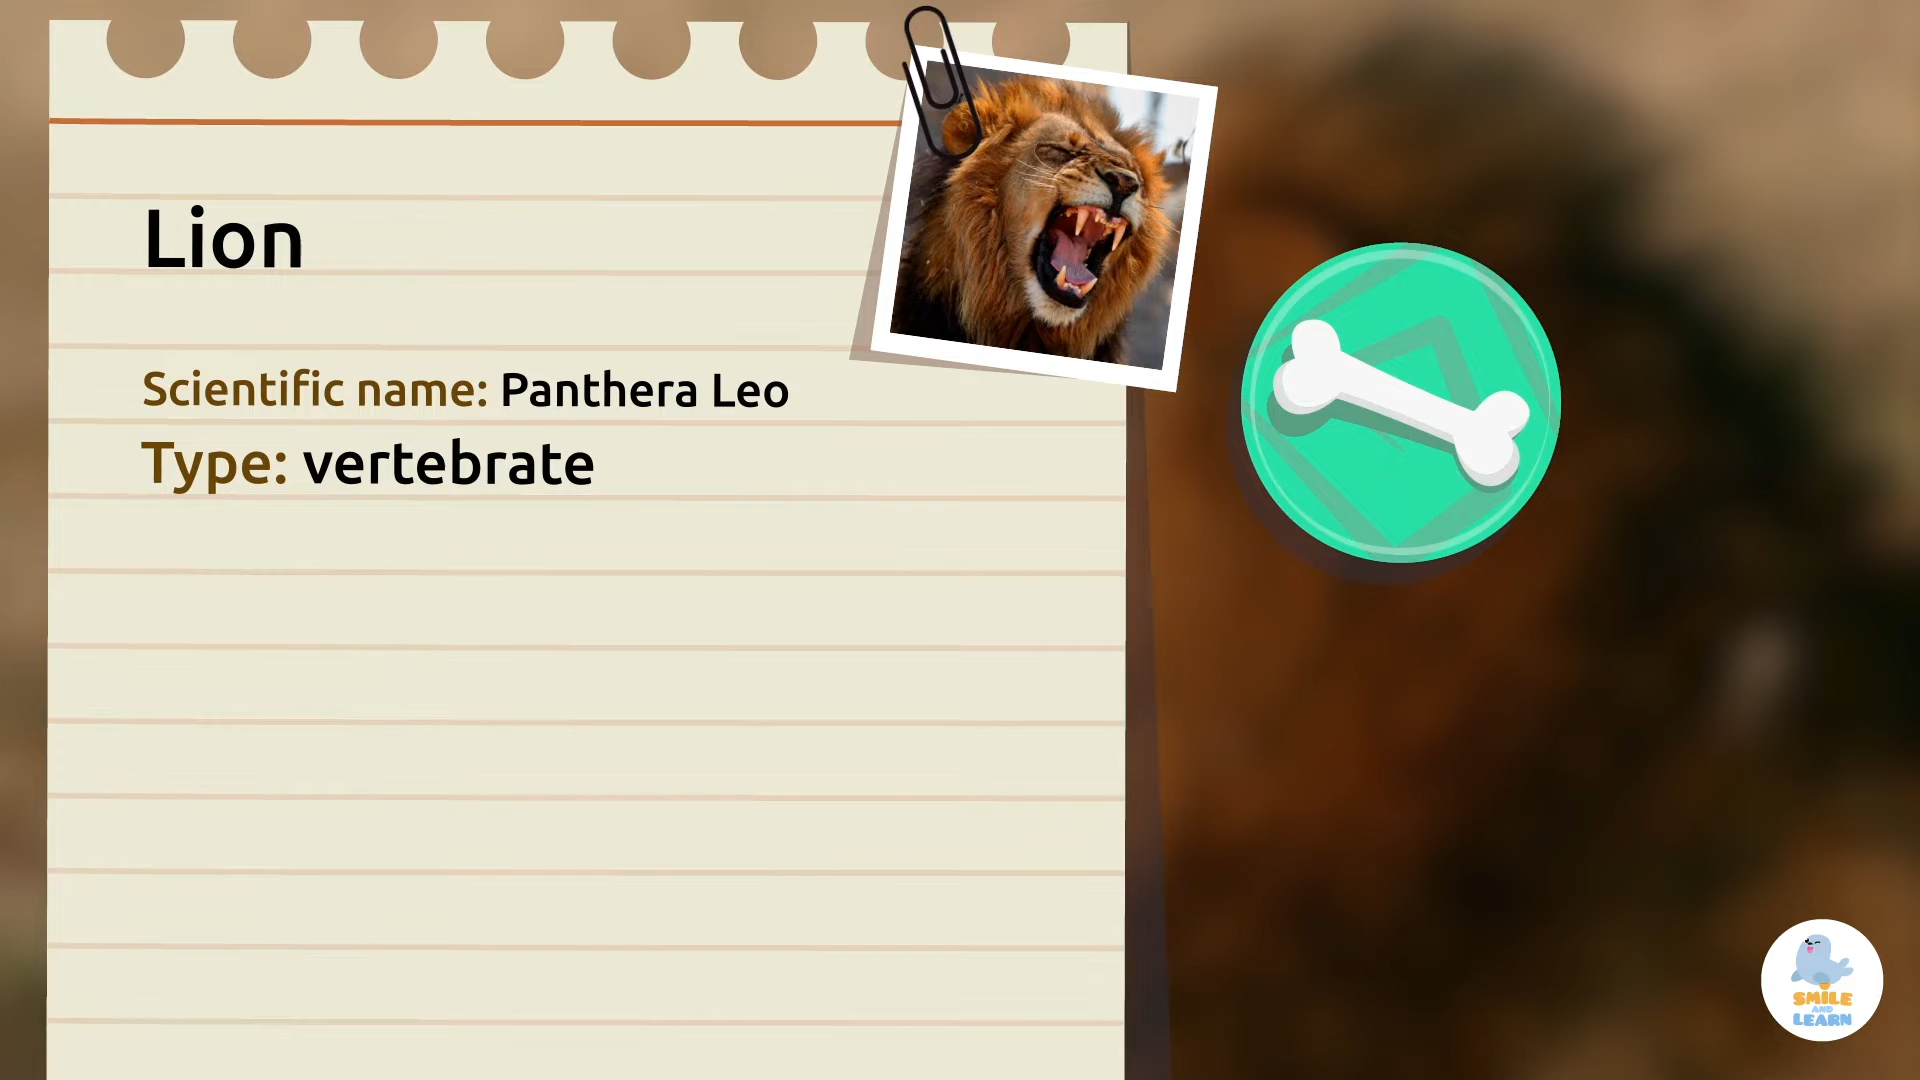 Lion
Scientific name: Panthera Leo
Type: vertebrate
SMILE
AND
LEARN